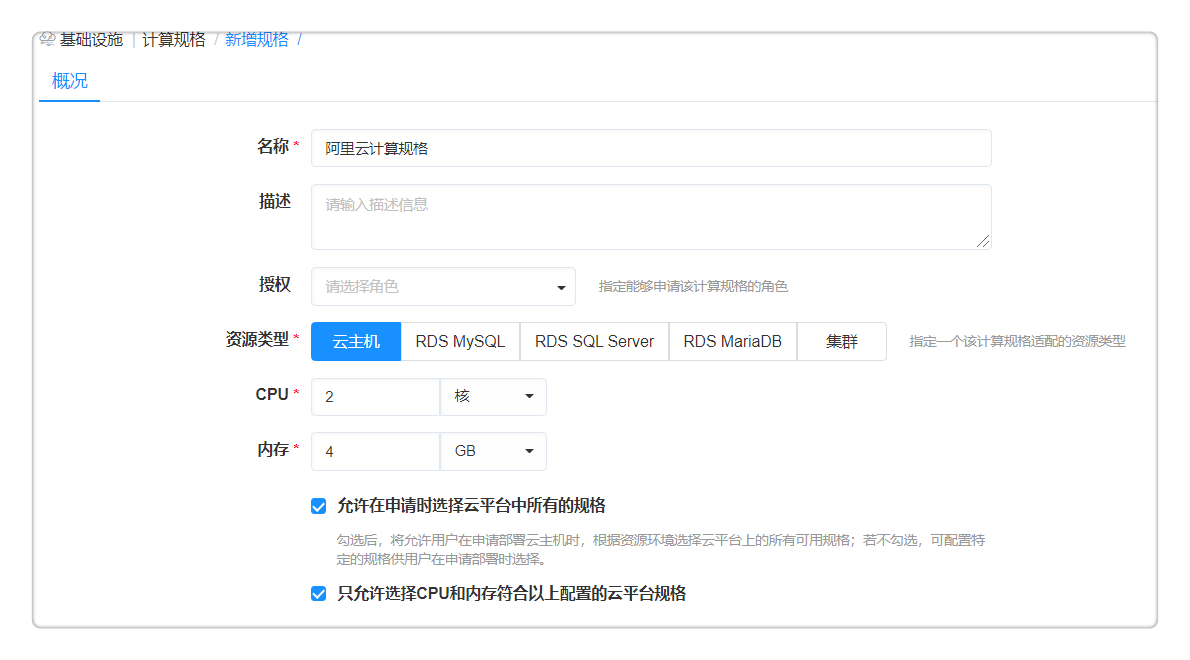 基础设施 | 计算规格 / 新增规格 /
概况
名称 * 阿里云计算规格
描述 请输入描述信息
授权 请选择角色 指定能够申请该计算规格的角色
资源类型 * 云主机 RDS MySQL RDS SQL Server RDS MariaDB 集群 指定一个该计算规格适配的资源类型
CPU * 2 核
内存 * 4 GB
允许在申请时选择云平台中所有的规格
勾选后，将允许用户在申请部署云主机时，根据资源环境选择云平台上的所有可用规格；若不勾选，可配置特
定的规格供用户在申请部署时选择。
只允许选择CPU和内存符合以上配置的云平台规格